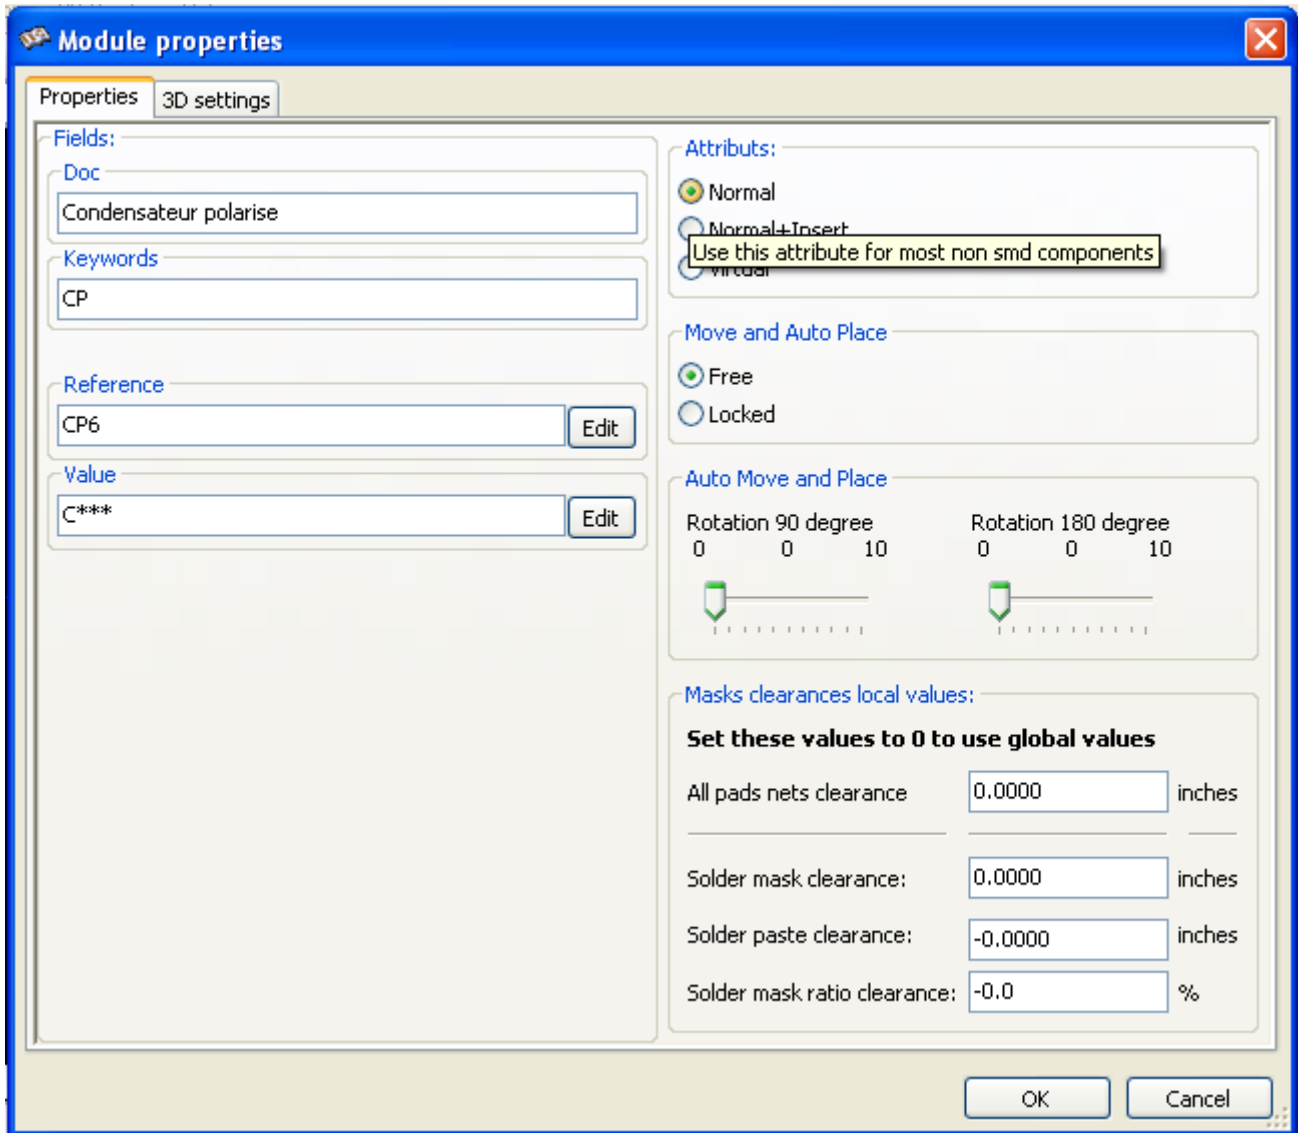 Module properties
Properties
3D settings
Fields:
Doc
Condensateur polarise
Keywords
CP
Reference
CP6
Edit
Value
C***
Edit
Attributs:
Normal
Normal+Insert
Use this attribute for most non smd components
Virtual
Move and Auto Place
Free
Locked
Auto Move and Place
Rotation 90 degree
0 0 10
Rotation 180 degree
0 0 10
Masks clearances local values:
Set these values to 0 to use global values
All pads nets clearance 0.0000 inches
Solder mask clearance: 0.0000 inches
Solder paste clearance: -0.0000 inches
Solder mask ratio clearance: -0.0 %
OK Cancel